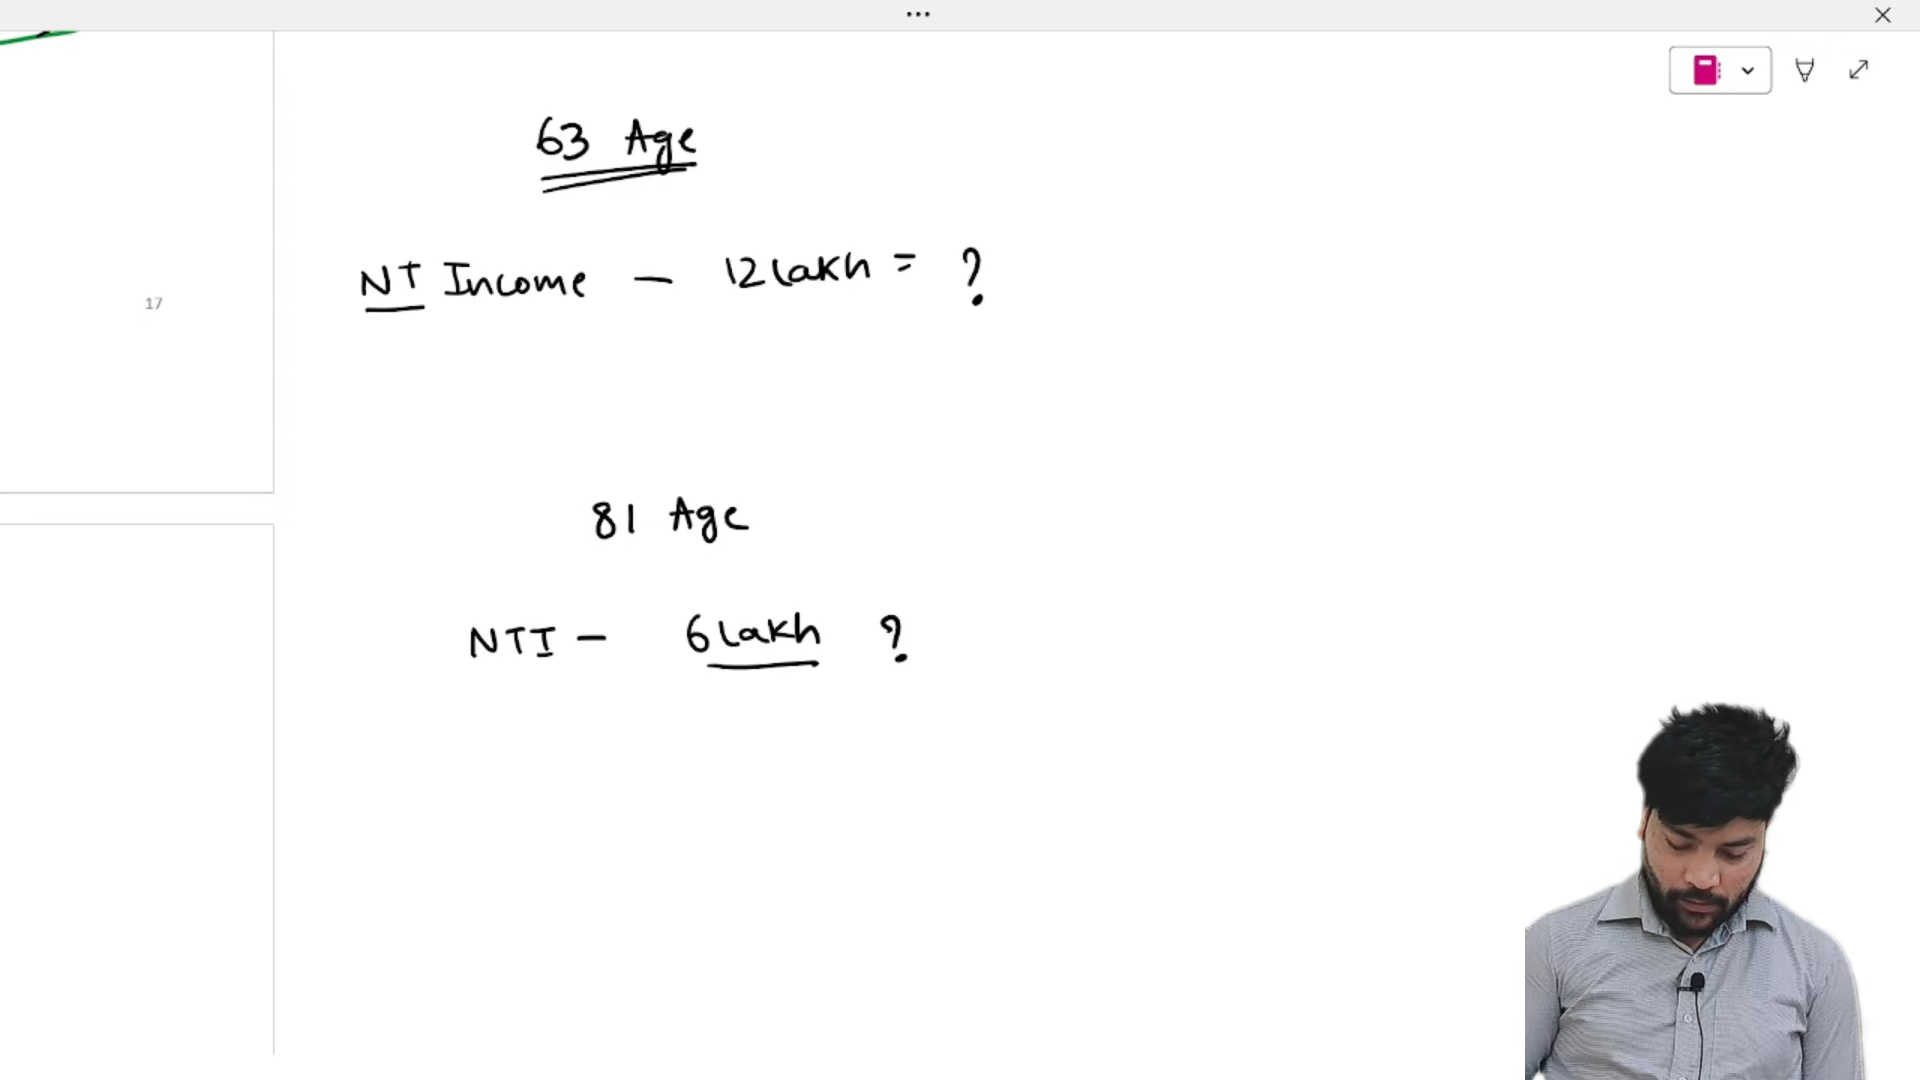 ...
17
63 Age
NT Income — 12 Lakh = ?
81 Age
NTI — 6 Lakh ?